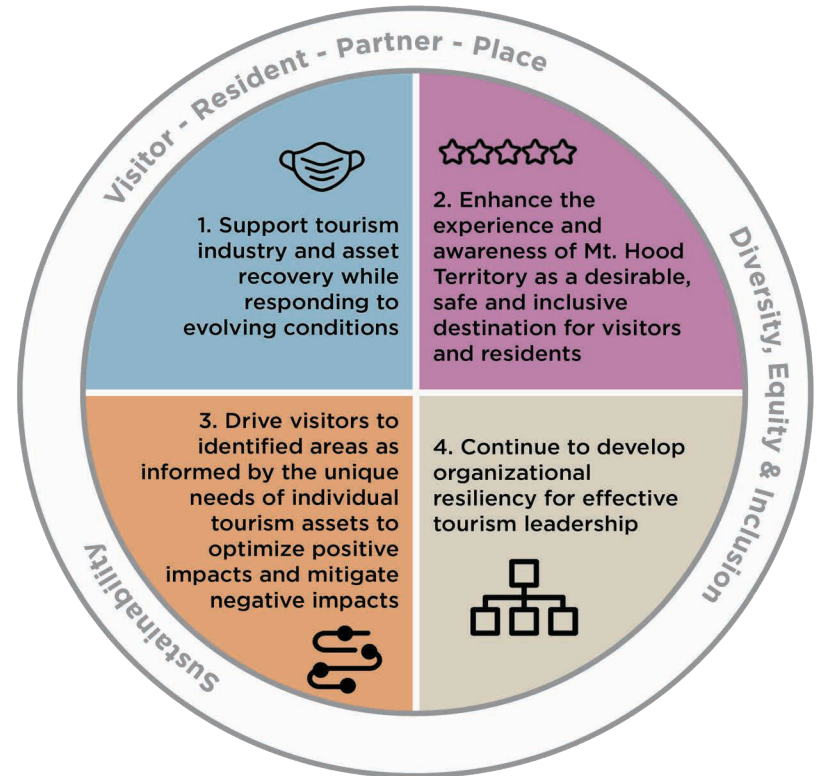 Visitor - Resident - Partner - Place
Diversity, Equity & Inclusion
Sustainability
1. Support tourism
industry and asset
recovery while
responding to
evolving conditions
2. Enhance the
experience and
awareness of Mt. Hood
Territory as a desirable,
safe and inclusive
destination for visitors
and residents
3. Drive visitors to
identified areas as
informed by the unique
needs of individual
tourism assets to
optimize positive
impacts and mitigate
negative impacts
4. Continue to develop
organizational
resiliency for effective
tourism leadership